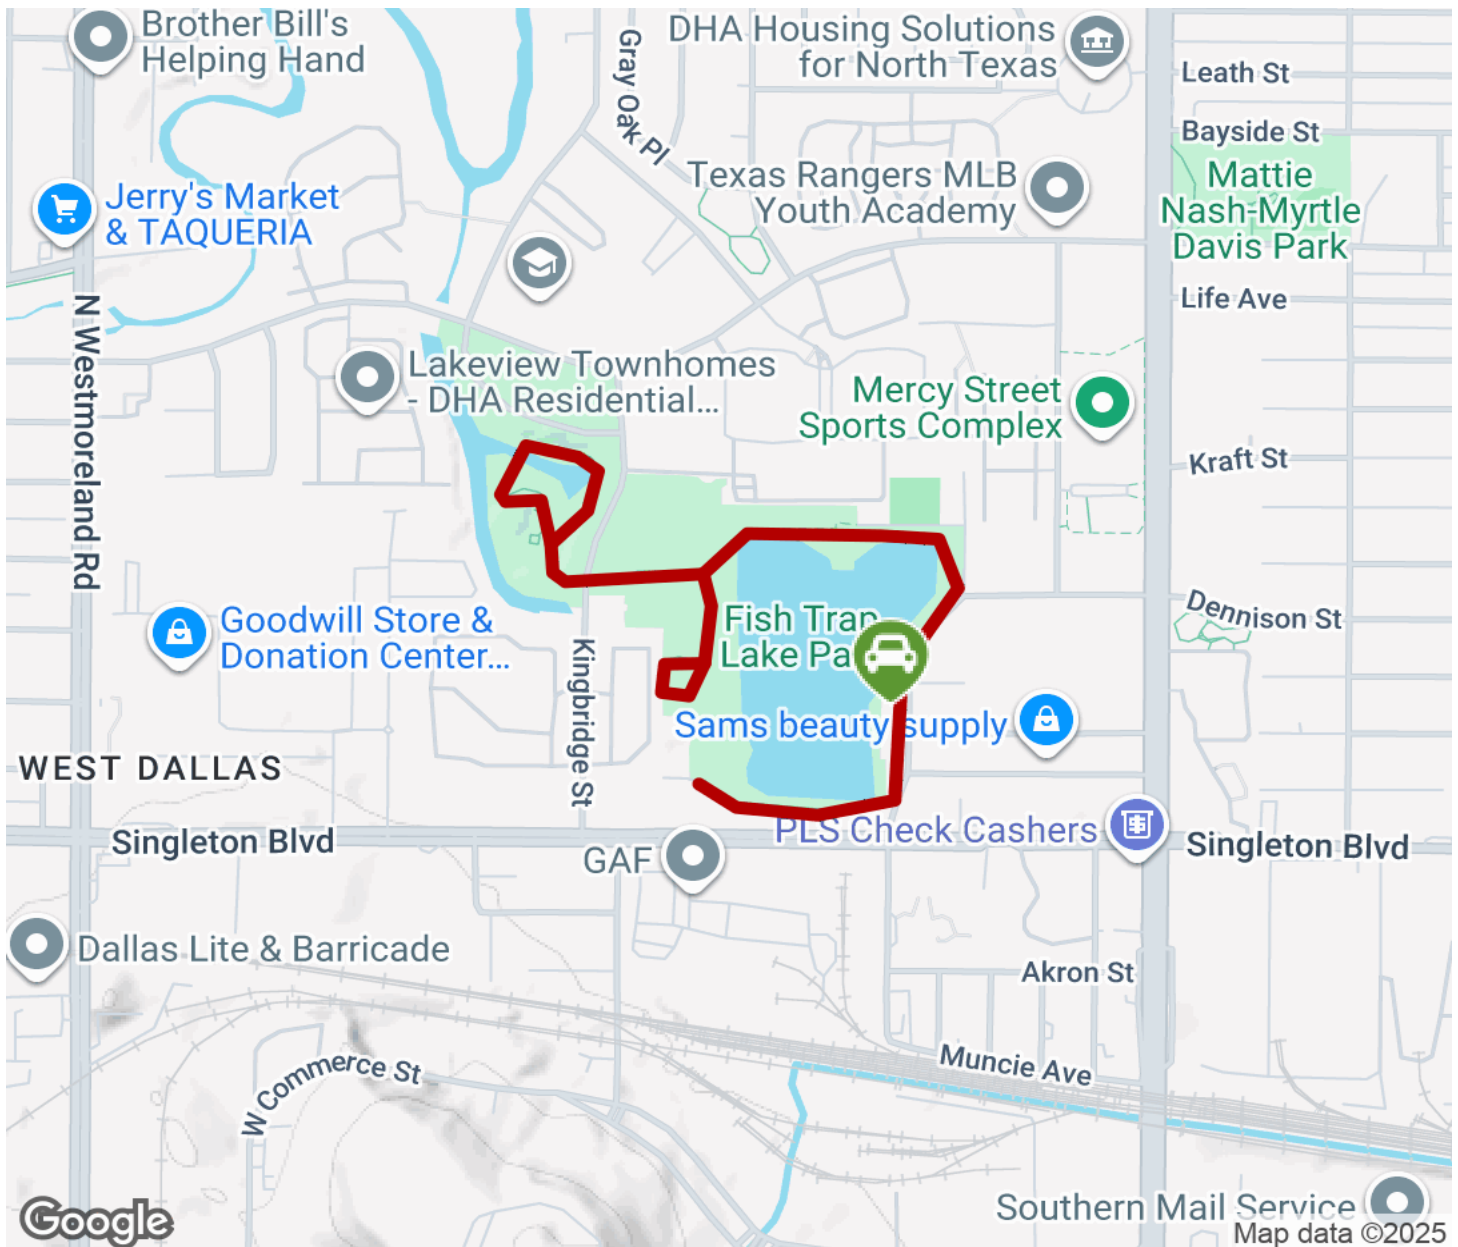 Brother Bill's
Helping Hand
Gray Oak Pl
DHA Housing Solutions
for North Texas
Leath St
Bayside St
Mattie
Nash-Myrtle
Davis Park
Texas Rangers MLB
Youth Academy
Jerry's Market
& TAQUERIA
N Westmoreland Rd
Life Ave
Lakeview Townhomes
- DHA Residential...
Mercy Street
Sports Complex
Kraft St
Dennison St
Goodwill Store &
Donation Center...
Fish Trap
Lake Pa
Kingbridge St
Sams beauty supply
WEST DALLAS
Singleton Blvd
GAF
PLS Check Cashers
Singleton Blvd
Dallas Lite & Barricade
Akron St
Muncie Ave
W Commerce St
Southern Mail Service
Google
Map data ©2025